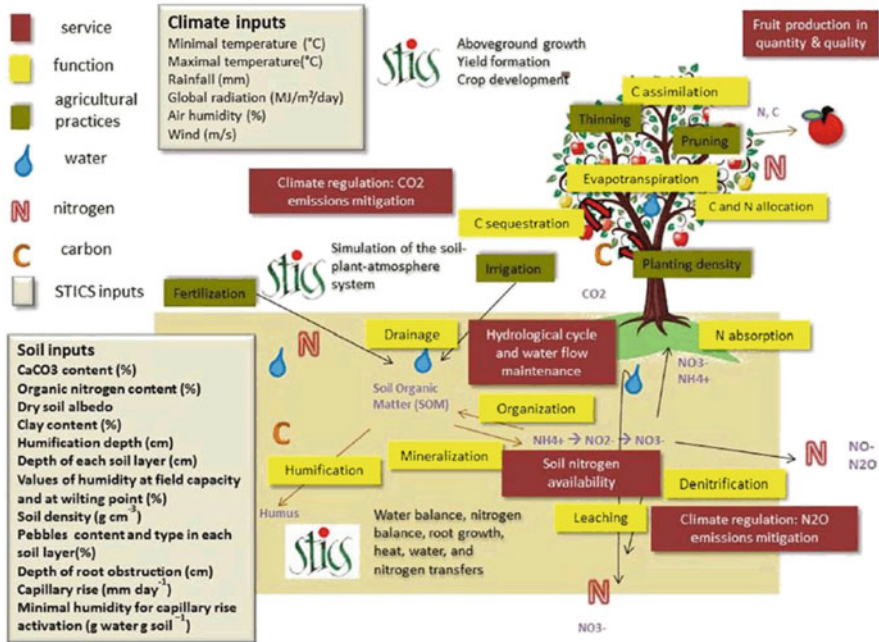 service
function
agricultural
practices
water
N
nitrogen
C
carbon
STICS inputs
Climate inputs
Minimal temperature (°C)
Maximal temperature(°C)
Rainfall (mm)
Global radiation (MJ/m²/day)
Air humidity (%)
Wind (m/s)
stics
Aboveground growth
Yield formation
Crop development
Fruit production in
quantity & quality
C assimilation
Thinning
Pruning
N, C
N
Evapotranspiration
C and N allocation
C sequestration
C
Planting density
CO2
Climate regulation: CO2
emissions mitigation
stics
Simulation of the soil-
plant-atmosphere
system
Fertilization
Irrigation
N
Drainage
Hydrological cycle
and water flow
maintenance
N absorption
NO3-
NH4+
Soil Organic
Matter (SOM)
Organization
C
NH4+ → NO2- → NO3-
Mineralization
Humification
Soil nitrogen
availability
N
NO-
N2O
Denitrification
Humus
Leaching
Climate regulation: N2O
emissions mitigation
stics
Water balance, nitrogen
balance, root growth,
heat, water, and
nitrogen transfers
N
NO3-
Soil inputs
CaCO3 content (%)
Organic nitrogen content (%)
Dry soil albedo
Clay content (%)
Humification depth (cm)
Depth of each soil layer (cm)
Values of humidity at field capacity
and at wilting point (%)
Soil density (g cm⁻³)
Pebbles content and type in each
soil layer(%)
Depth of root obstruction (cm)
Capillary rise (mm day⁻¹)
Minimal humidity for capillary rise
activation (g water g soil⁻¹)